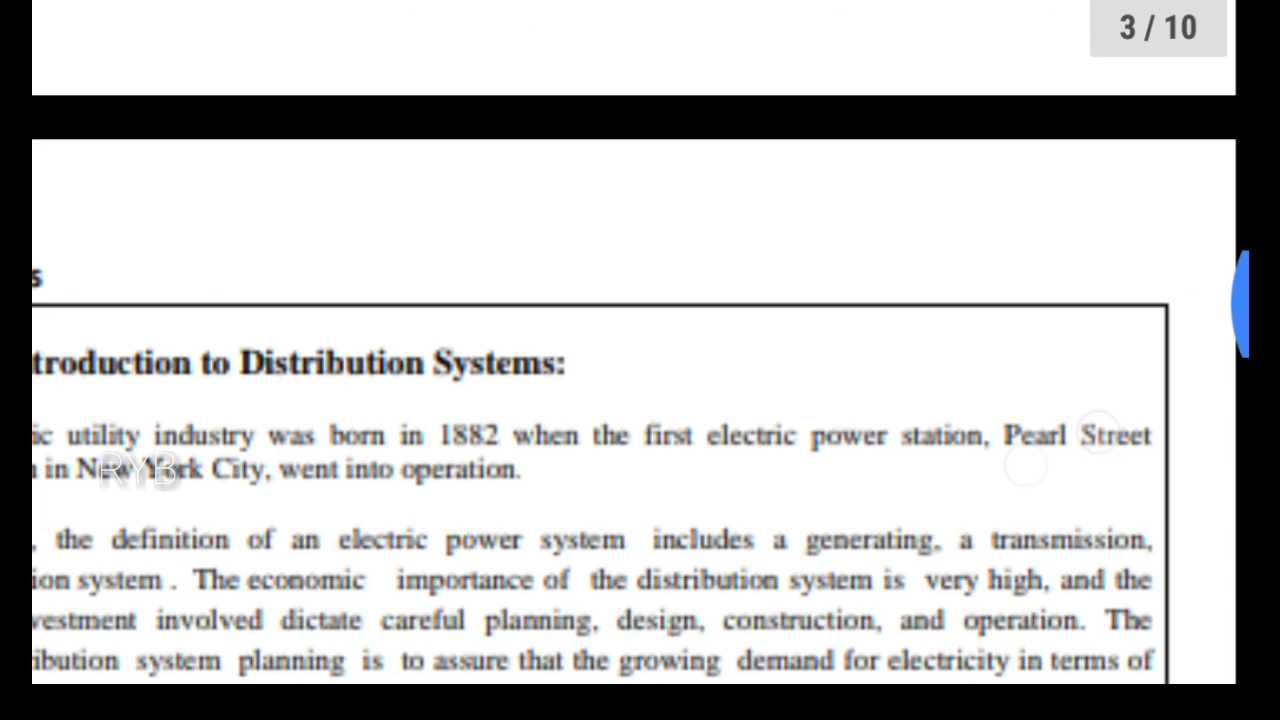 3 / 10
s
troduction to Distribution Systems:
ic utility industry was born in 1882 when the first electric power station, Pearl Street
in New York City, went into operation.
RYB
, the definition of an electric power system includes a generating, a transmission,
ion system . The economic importance of the distribution system is very high, and the
vestment involved dictate careful planning, design, construction, and operation. The
ibution system planning is to assure that the growing demand for electricity in terms of